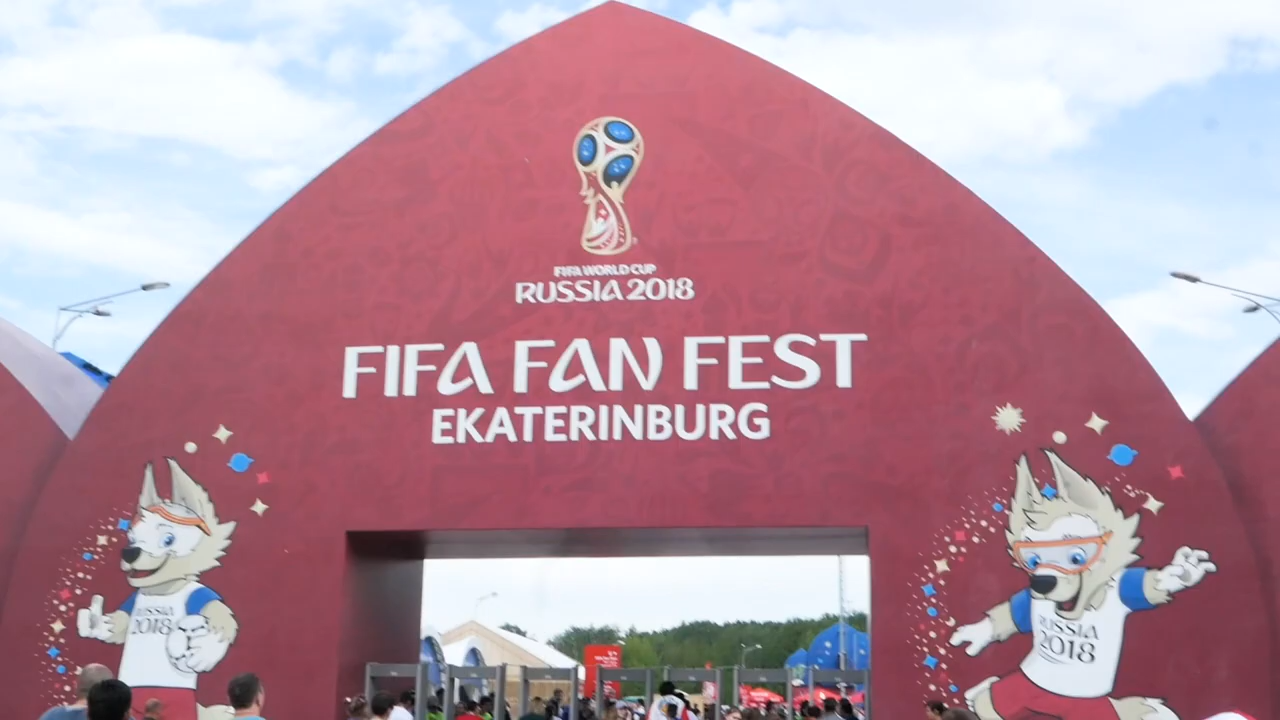 FIFA WORLD CUP
RUSSIA 2018
FIFA FAN FEST
EKATERINBURG
RUSSIA
2018
RUSSIA
2018